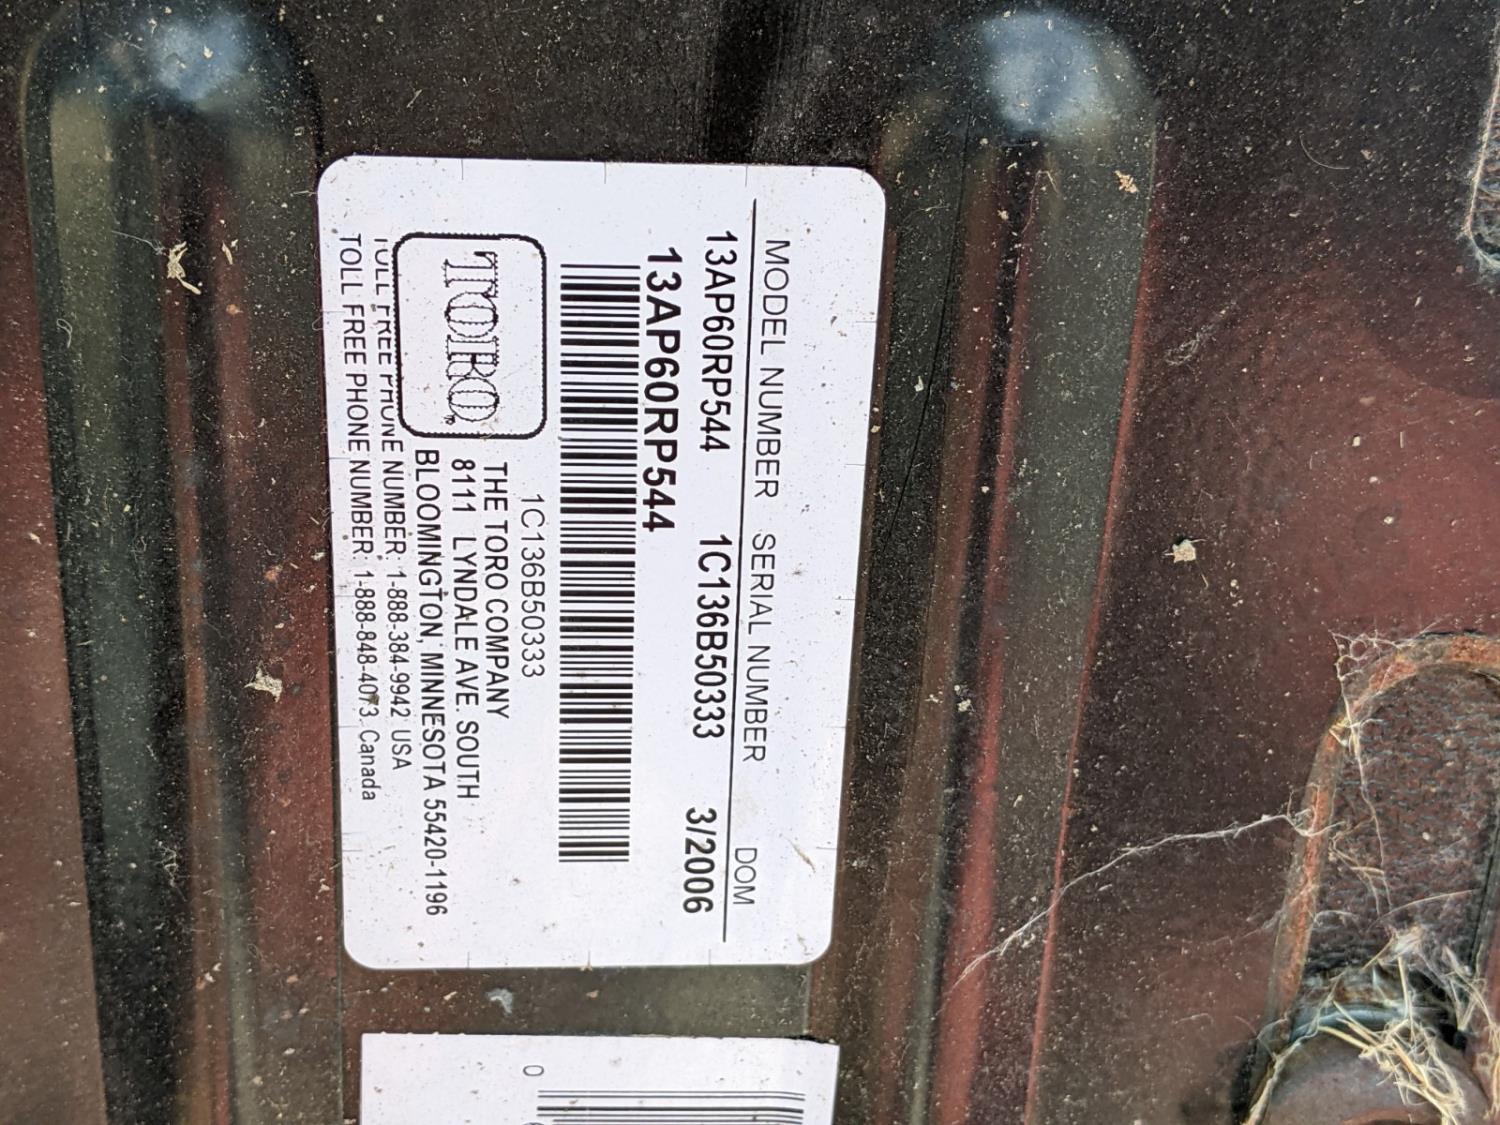 MODEL NUMBER SERIAL NUMBER DOM
13AP60RP544 1C136B50333 3/2006
13AP60RP544
1C136B50333
TORO
THE TORO COMPANY
8111 LYNDALE AVE. SOUTH
BLOOMINGTON, MINNESOTA 55420-1196
TOLL FREE PHONE NUMBER: 1-888-384-9942 USA
TOLL FREE PHONE NUMBER: 1-888-848-4073 Canada
0